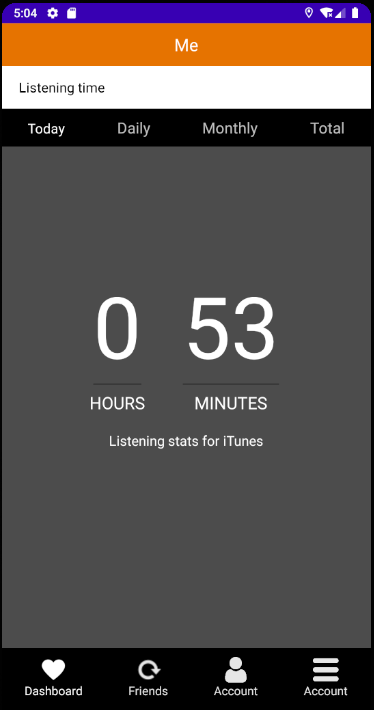 5:04
Me
Listening time
Today Daily Monthly Total
0 53
HOURS MINUTES
Listening stats for iTunes
Dashboard Friends Account Account